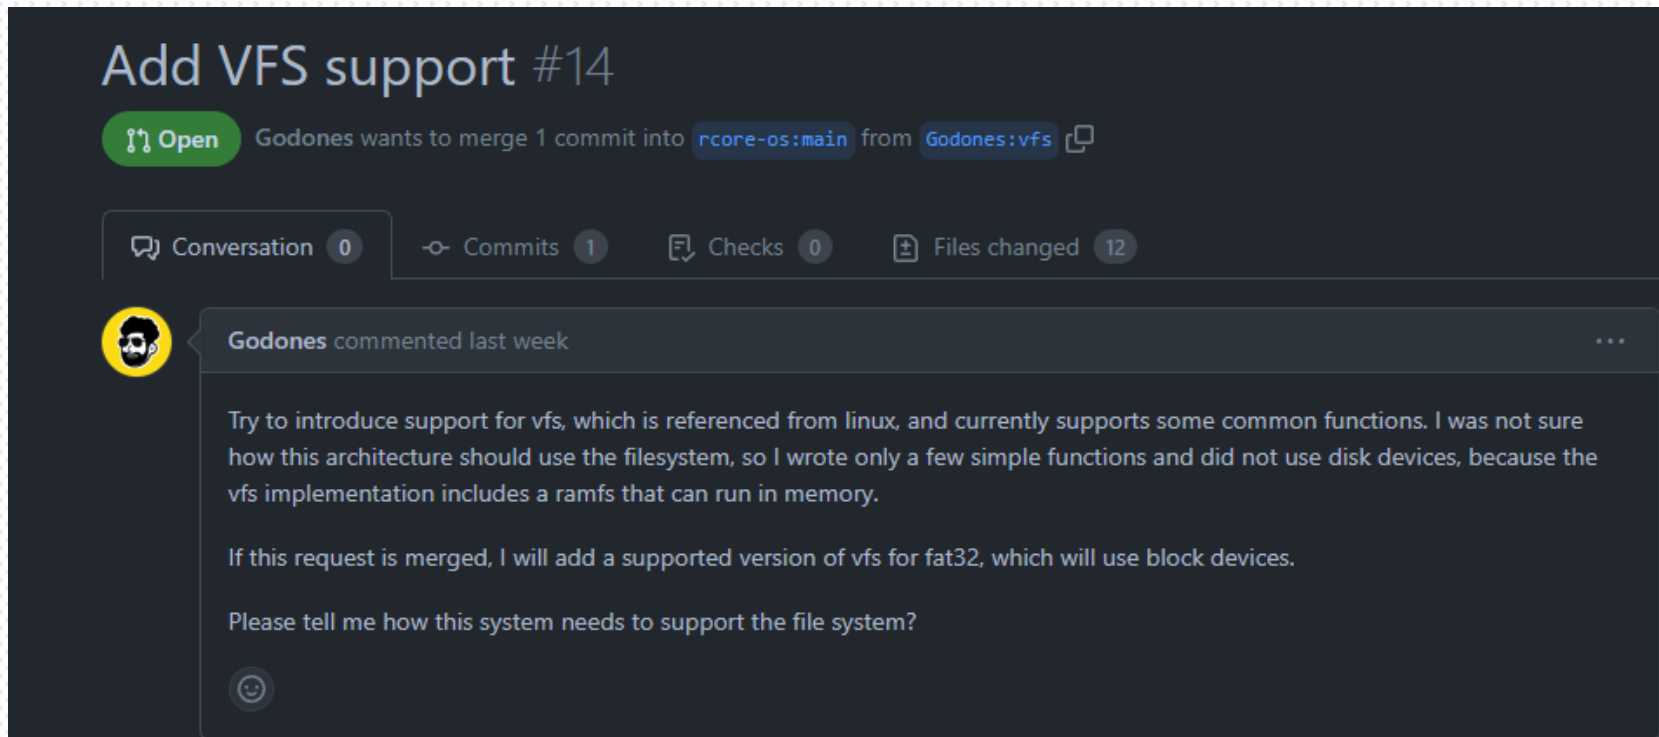 Add VFS support #14
Open Godones wants to merge 1 commit into rcore-os:main from Godones:vfs
Conversation 0 Commits 1 Checks 0 Files changed 12
Godones commented last week
Try to introduce support for vfs, which is referenced from linux, and currently supports some common functions. I was not sure
how this architecture should use the filesystem, so I wrote only a few simple functions and did not use disk devices, because the
vfs implementation includes a ramfs that can run in memory.
If this request is merged, I will add a supported version of vfs for fat32, which will use block devices.
Please tell me how this system needs to support the file system?